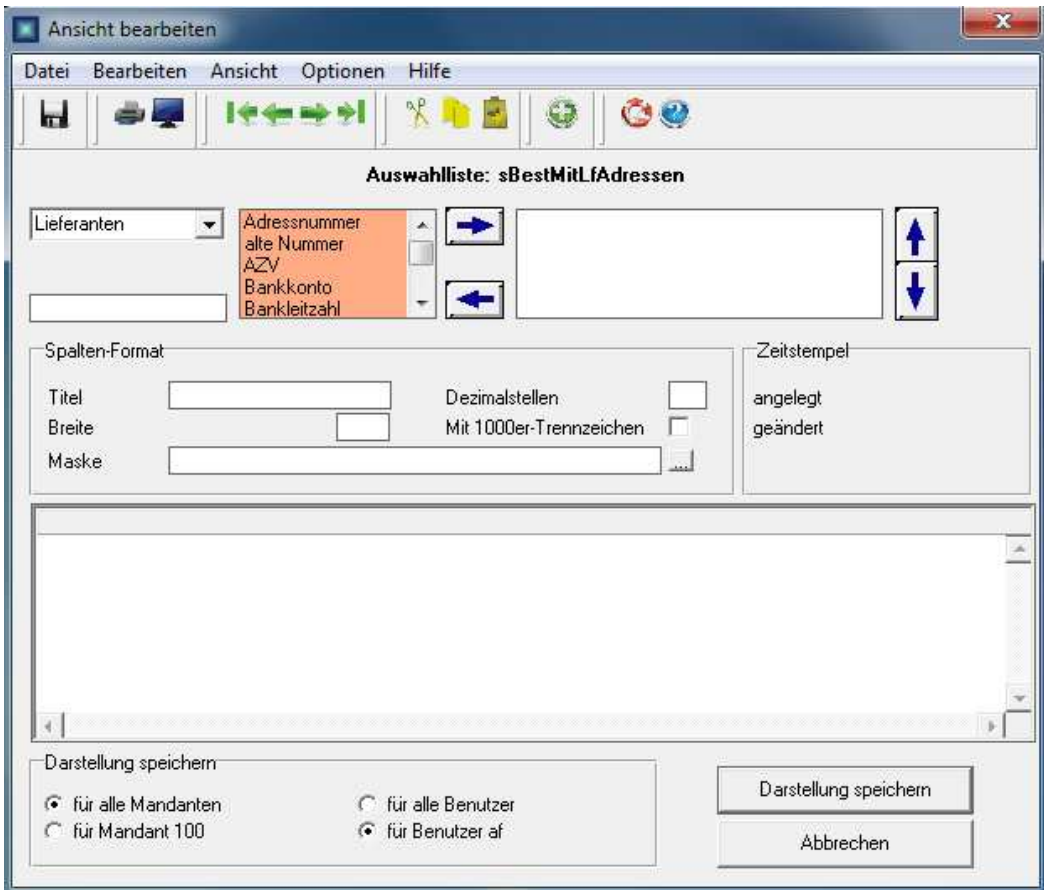 Ansicht bearbeiten
Datei Bearbeiten Ansicht Optionen Hilfe
Auswahlliste: sBestMitLfAdressen
Lieferanten
Adressnummer
alte Nummer
AZV
Bankkonto
Bankleitzahl
Spalten-Format
Zeitstempel
Titel
Dezimalstellen
angelegt
Breite
Mit 1000er-Trennzeichen
geändert
Maske
...
Darstellung speichern
für alle Mandanten
für alle Benutzer
für Mandant 100
für Benutzer af
Darstellung speichern
Abbrechen